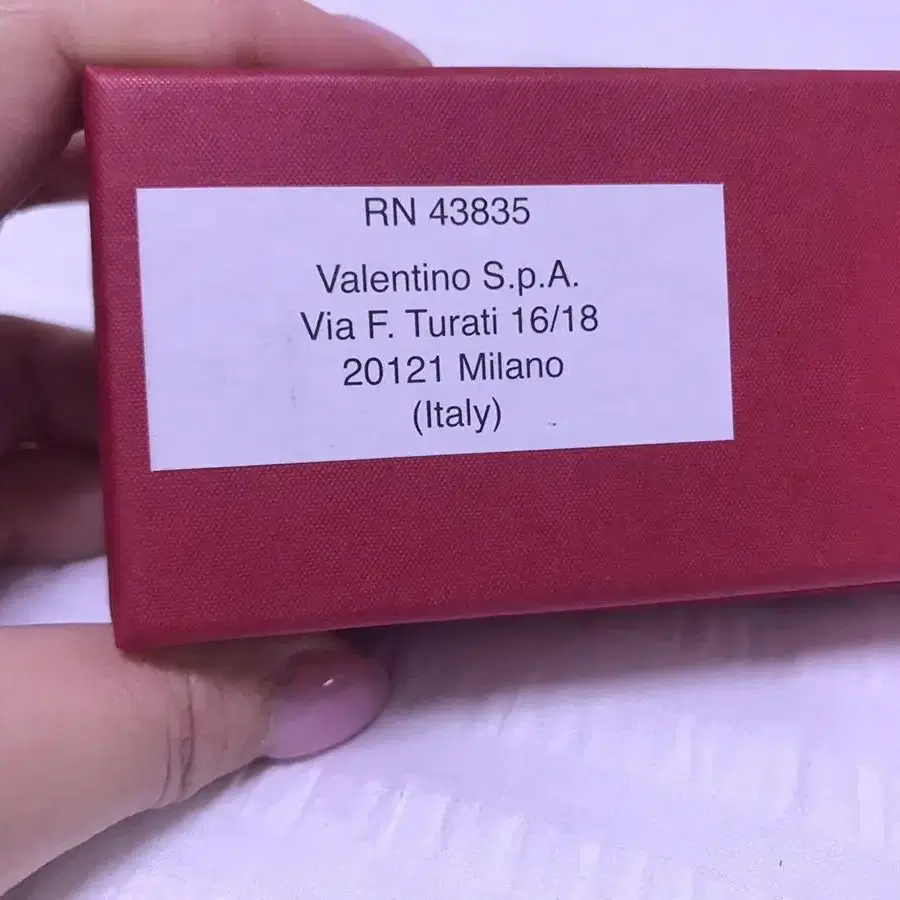 RN 43835
Valentino S.p.A.
Via F. Turati 16/18
20121 Milano
(Italy)